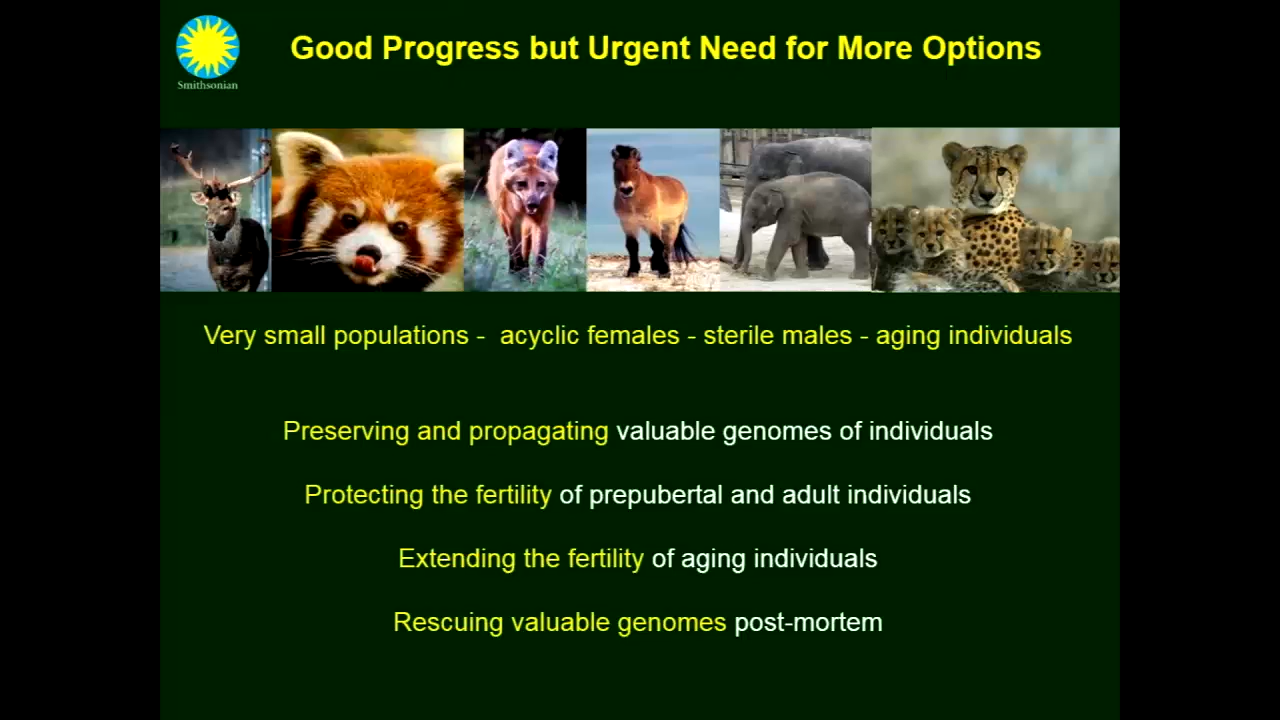 Good Progress but Urgent Need for More Options
Smithsonian
Very small populations - acyclic females - sterile males - aging individuals
Preserving and propagating valuable genomes of individuals
Protecting the fertility of prepubertal and adult individuals
Extending the fertility of aging individuals
Rescuing valuable genomes post-mortem